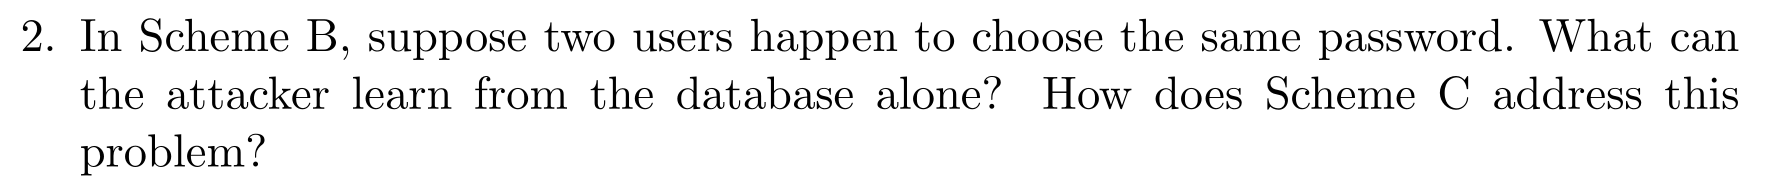 2. In Scheme B, suppose two users happen to choose the same password. What can
the attacker learn from the database alone? How does Scheme C address this
problem?